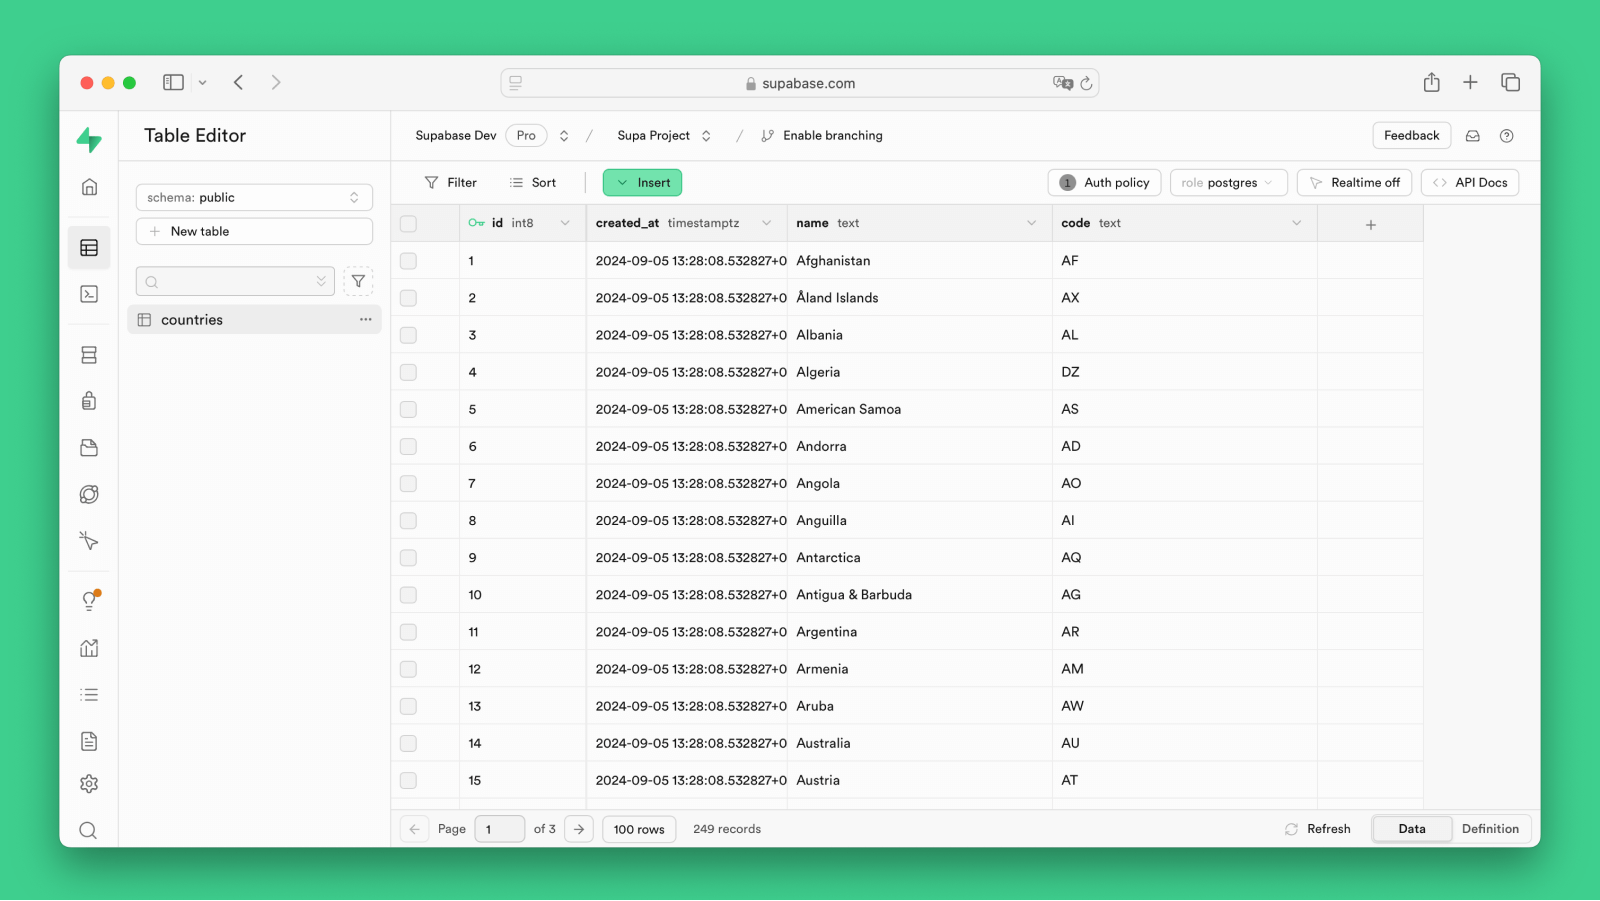 supabase.com
Table Editor
Supabase Dev Pro / Supa Project / Enable branching Feedback
schema: public
New table
countries
Filter Sort Insert 1 Auth policy role postgres Realtime off API Docs
id int8 created_at timestamptz name text code text
1 2024-09-05 13:28:08.532827+0 Afghanistan AF
2 2024-09-05 13:28:08.532827+0 Åland Islands AX
3 2024-09-05 13:28:08.532827+0 Albania AL
4 2024-09-05 13:28:08.532827+0 Algeria DZ
5 2024-09-05 13:28:08.532827+0 American Samoa AS
6 2024-09-05 13:28:08.532827+0 Andorra AD
7 2024-09-05 13:28:08.532827+0 Angola AO
8 2024-09-05 13:28:08.532827+0 Anguilla AI
9 2024-09-05 13:28:08.532827+0 Antarctica AQ
10 2024-09-05 13:28:08.532827+0 Antigua & Barbuda AG
11 2024-09-05 13:28:08.532827+0 Argentina AR
12 2024-09-05 13:28:08.532827+0 Armenia AM
13 2024-09-05 13:28:08.532827+0 Aruba AW
14 2024-09-05 13:28:08.532827+0 Australia AU
15 2024-09-05 13:28:08.532827+0 Austria AT
Page 1 of 3 100 rows 249 records Refresh Data Definition